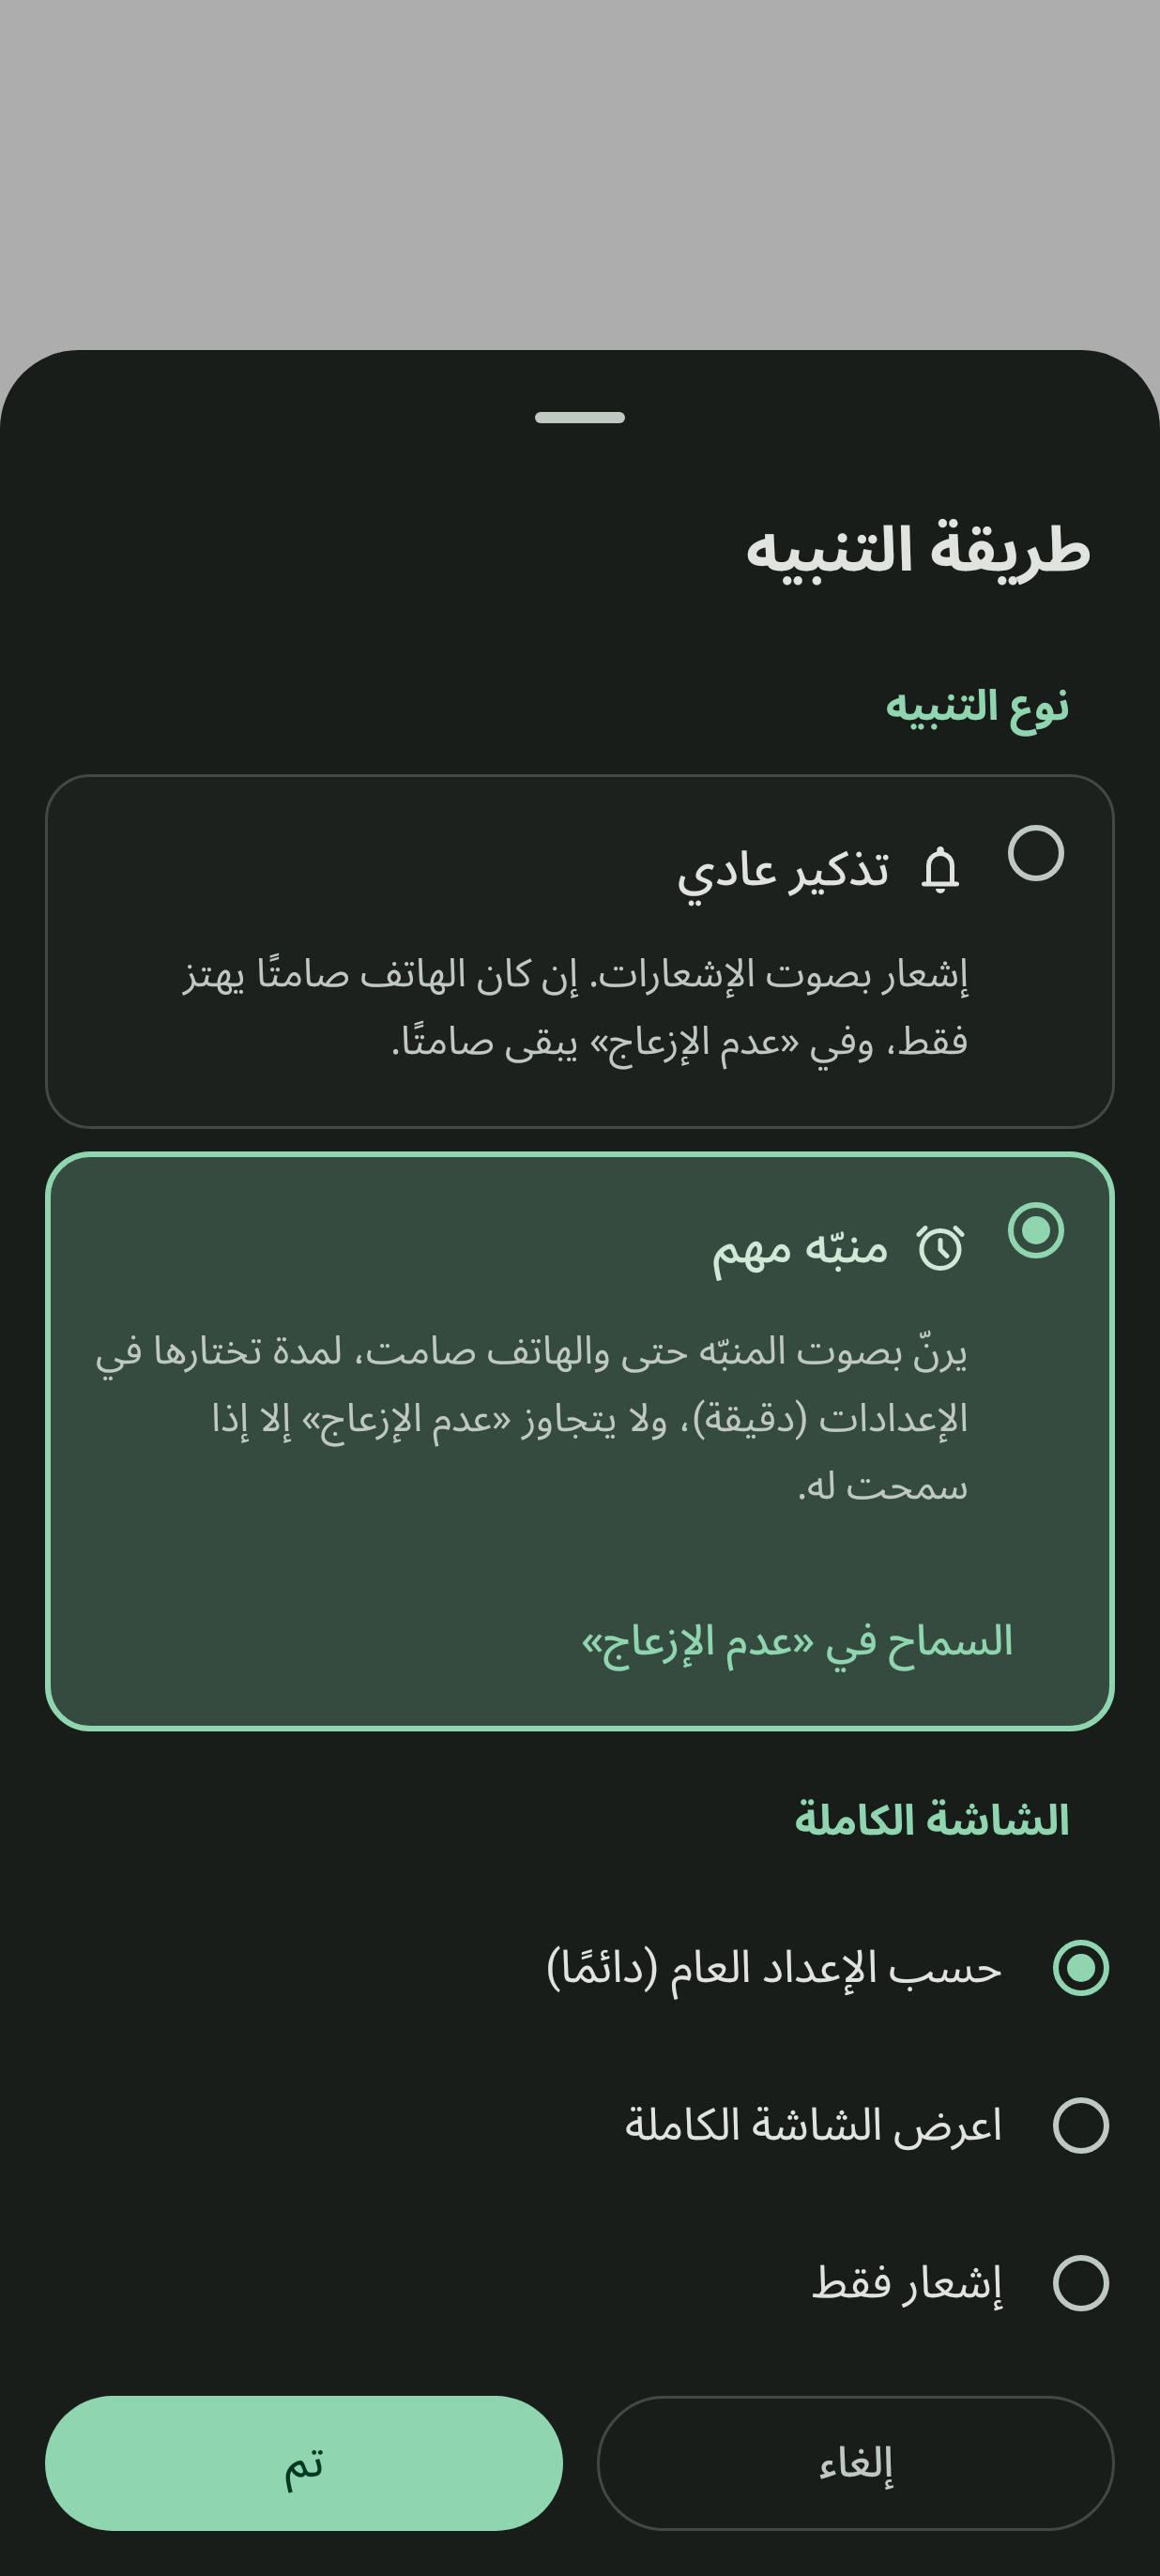 طريقة التنبيه
نوع التنبيه
تذكير عادي
إشعار بصوت الإشعارات. إن كان الهاتف صامتًا يهتز
فقط، وفي «عدم الإزعاج» يبقى صامتًا.
منبّه مهم
يرنّ بصوت المنبّه حتى والهاتف صامت، لمدة تختارها في
الإعدادات (دقيقة)، ولا يتجاوز «عدم الإزعاج» إلا إذا
سمحت له.
السماح في «عدم الإزعاج»
الشاشة الكاملة
حسب الإعداد العام (دائمًا)
اعرض الشاشة الكاملة
إشعار فقط
إلغاء
تم